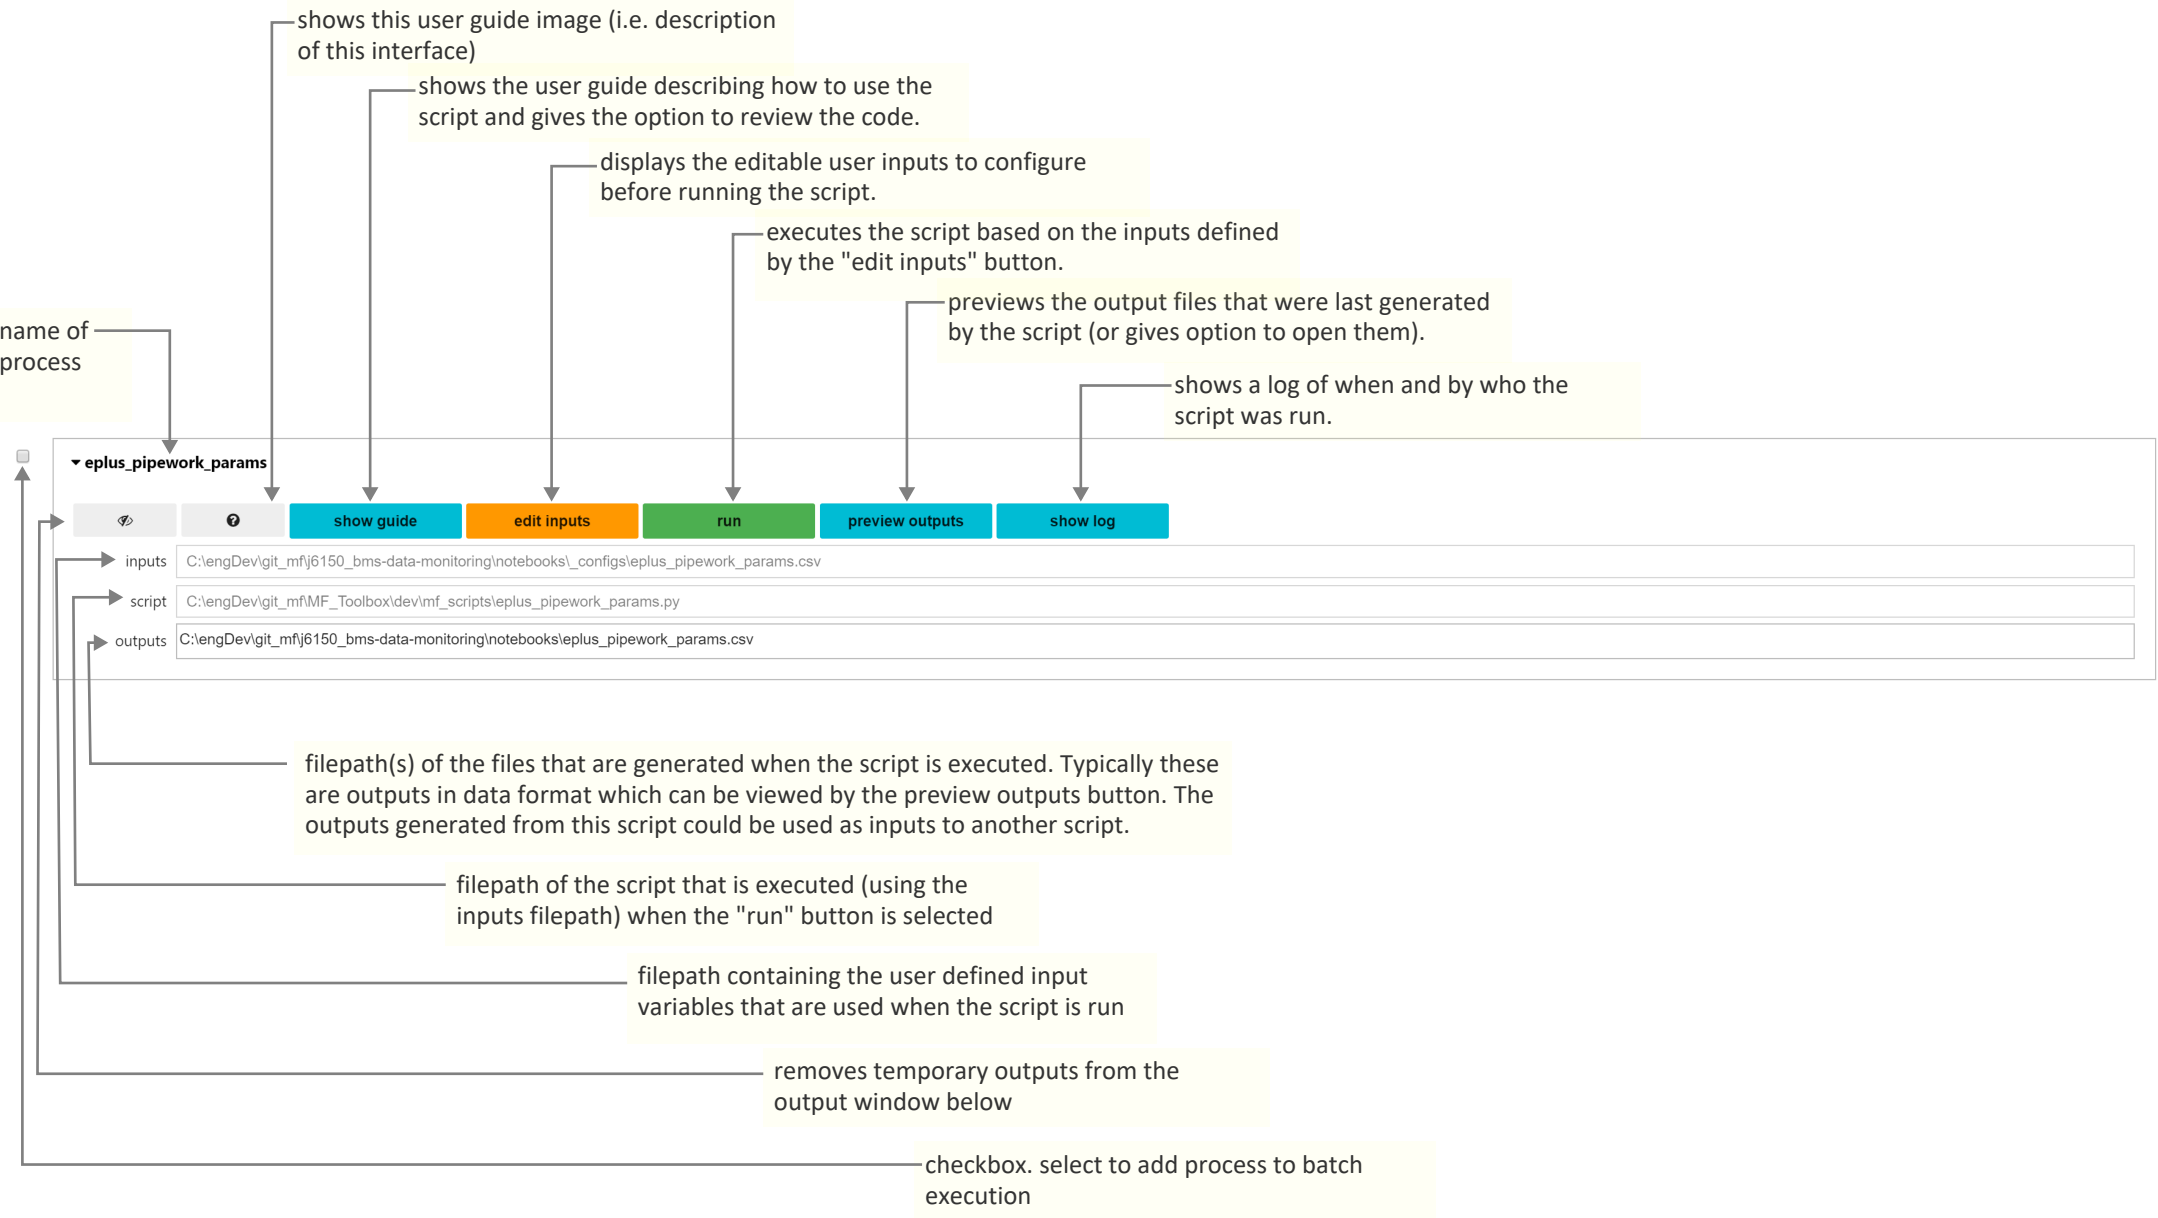 shows this user guide image (i.e. description
of this interface)
shows the user guide describing how to use the
script and gives the option to review the code.
displays the editable user inputs to configure
before running the script.
executes the script based on the inputs defined
by the "edit inputs" button.
previews the output files that were last generated
by the script (or gives option to open them).
name of
process
shows a log of when and by who the
script was run.
eplus_pipework_params
show guide
edit inputs
run
preview outputs
show log
inputs C:\engDev\git_mf\j6150_bms-data-monitoring\notebooks\_configs\eplus_pipework_params.csv
script C:\engDev\git_mf\MF_Toolbox\dev\mf_scripts\eplus_pipework_params.py
outputs C:\engDev\git_mf\j6150_bms-data-monitoring\notebooks\eplus_pipework_params.csv
filepath(s) of the files that are generated when the script is executed. Typically these
are outputs in data format which can be viewed by the preview outputs button. The
outputs generated from this script could be used as inputs to another script.
filepath of the script that is executed (using the
inputs filepath) when the "run" button is selected
filepath containing the user defined input
variables that are used when the script is run
removes temporary outputs from the
output window below
checkbox. select to add process to batch
execution